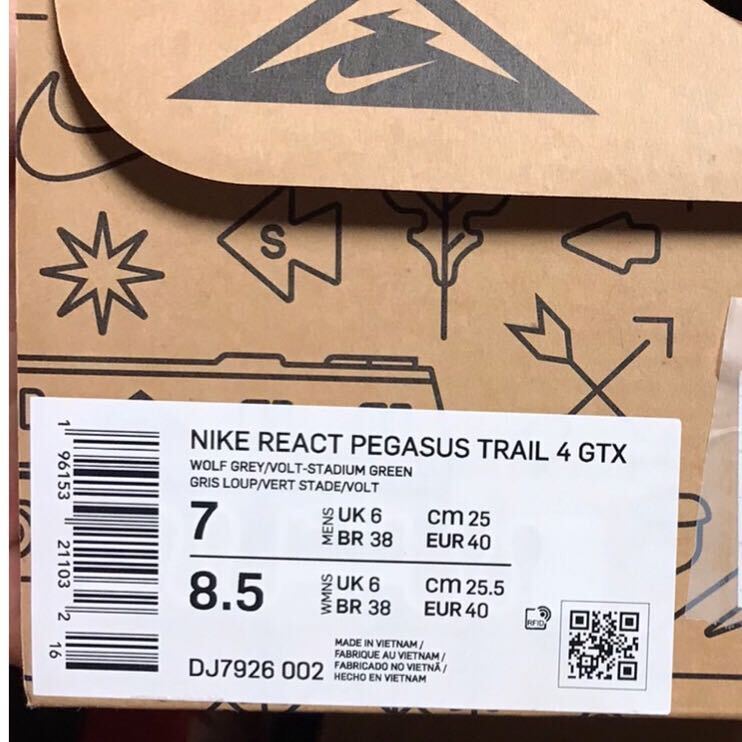 S
NIKE REACT PEGASUS TRAIL 4 GTX
WOLF GREY/VOLT-STADIUM GREEN
GRIS LOUP/VERT STADE/VOLT
7 MENS UK 6 CM 25
BR 38 EUR 40
8.5 WMNS UK 6 CM 25.5
BR 38 EUR 40
RFID
DJ7926 002
MADE IN VIETNAM /
FABRIQUE AU VIETNAM /
FABRICADO NO VIETNÃ /
HECHO EN VIETNAM
1 96153 21103 2 16